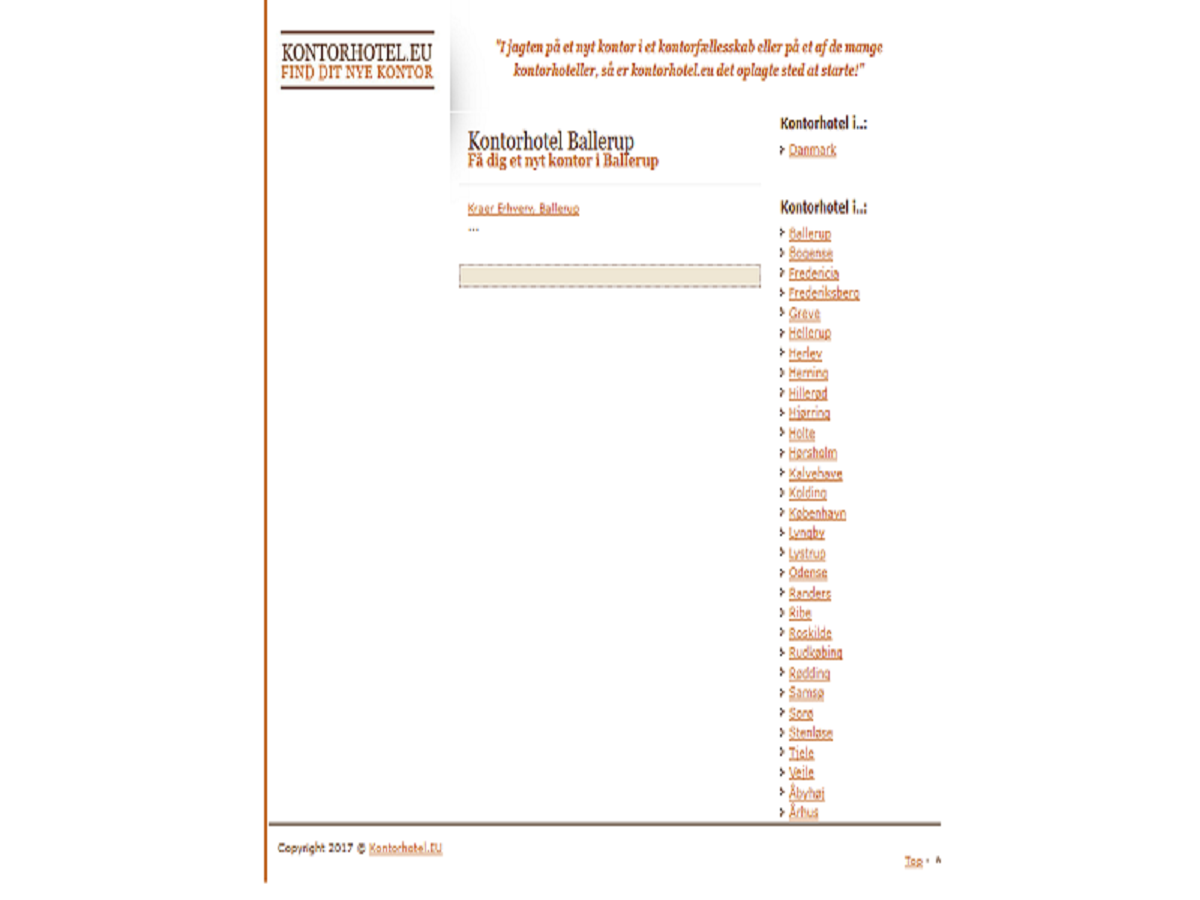 KONTORHOTEL.EU
FIND DIT NYE KONTOR
"I jagten på et nyt kontor i et kontorfællesskab eller på et af de mange
kontorhoteller, så er kontorhotel.eu det oplagte sted at starte!"
Kontorhotel Ballerup
Få dig et nyt kontor i Ballerup
Kraer Erhverv, Ballerup
...
Kontorhotel i..:
Danmark
Kontorhotel i..:
Ballerup
Bogense
Fredericia
Frederiksberg
Greve
Hellerup
Herlev
Herning
Hillerød
Hjørring
Holte
Hørsholm
Kalvehave
Kolding
København
Lyngby
Lystrup
Odense
Randers
Ribe
Roskilde
Rudkøbing
Rødding
Samsø
Sorø
Stenløse
Tjele
Vejle
Åbyhøj
Århus
Copyright 2017 © Kontorhotel.EU
Top - ^